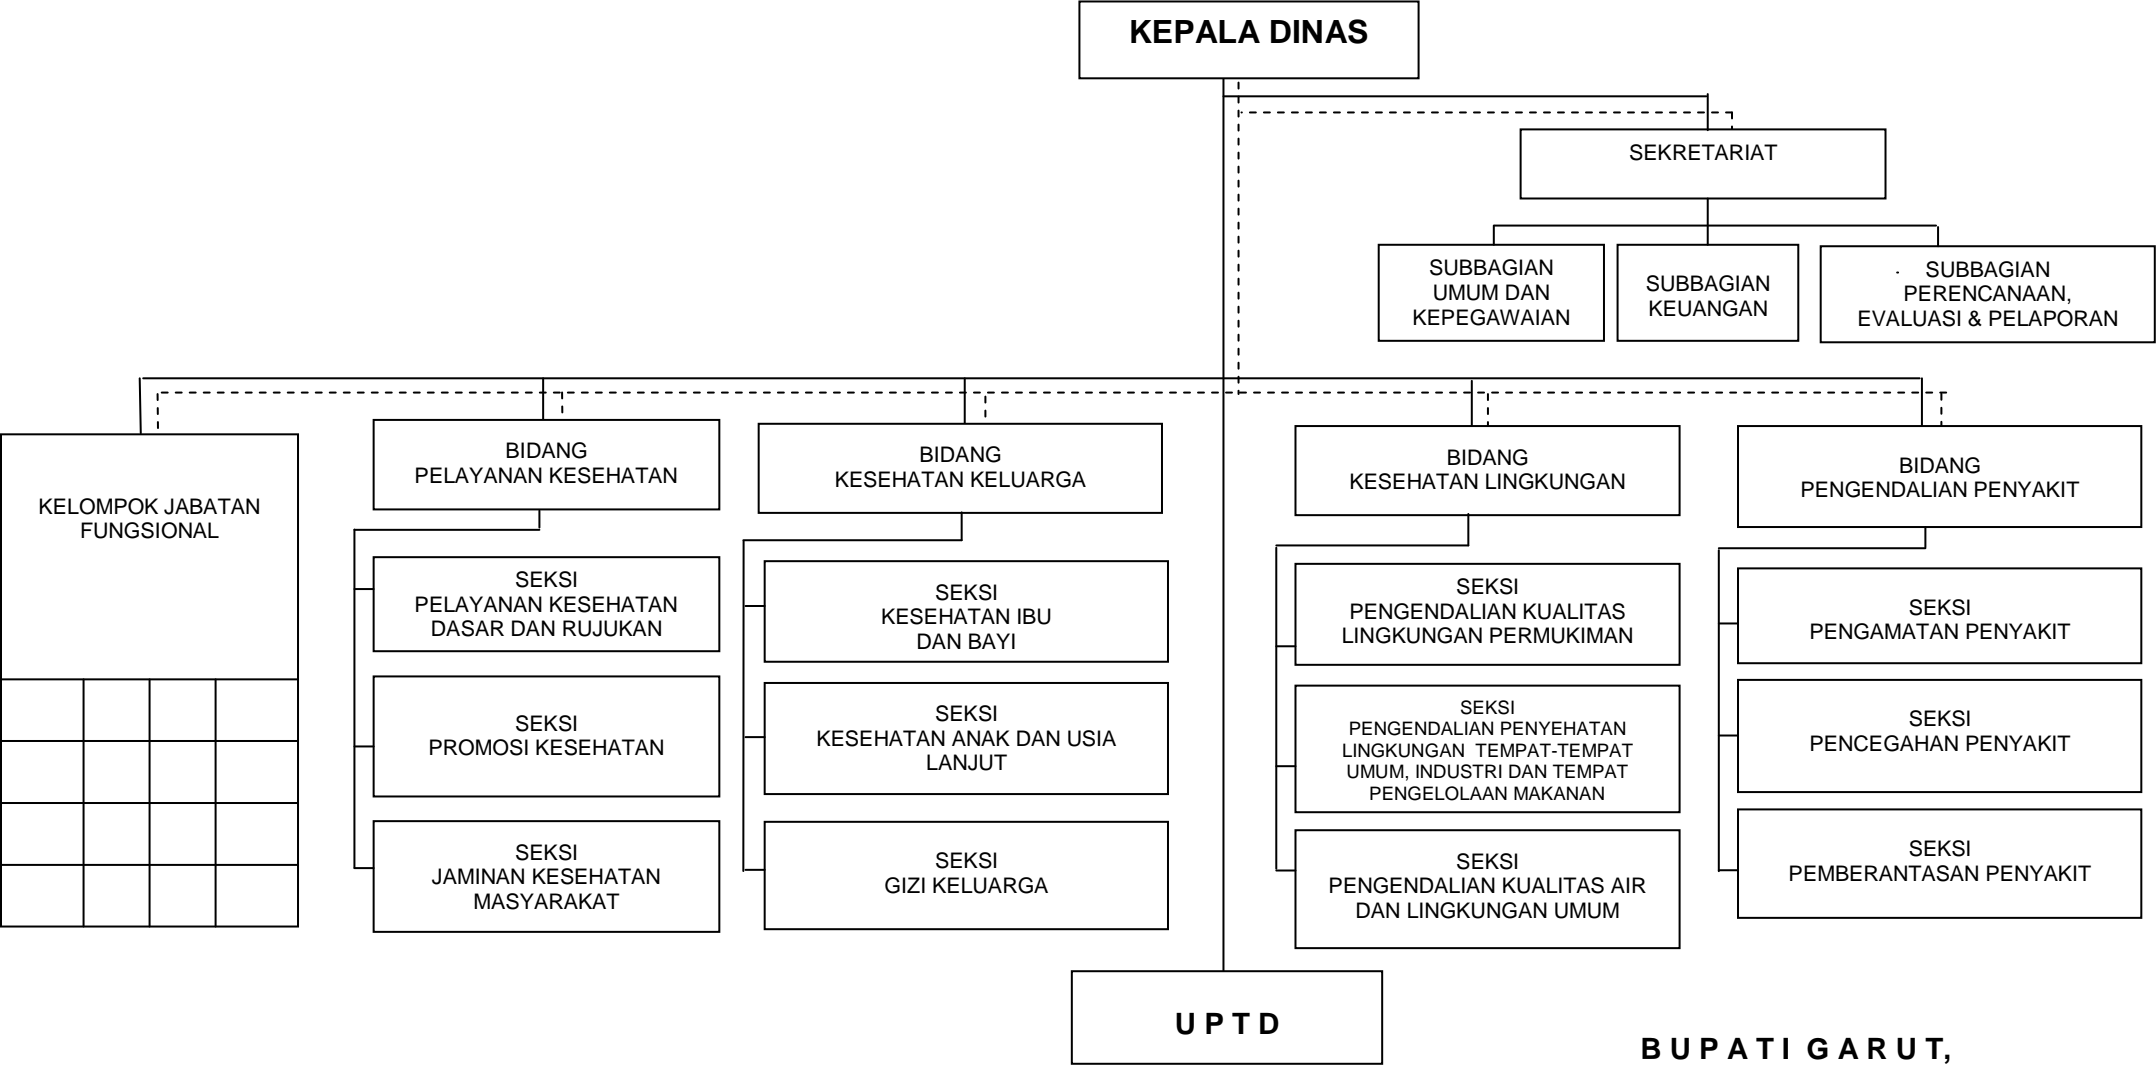 KEPALA DINAS
SEKRETARIAT
SUBBAGIAN
UMUM DAN
KEPEGAWAIAN
SUBBAGIAN
KEUANGAN
SUBBAGIAN
PERENCANAAN,
EVALUASI & PELAPORAN
KELOMPOK JABATAN
FUNGSIONAL
BIDANG
PELAYANAN KESEHATAN
SEKSI
PELAYANAN KESEHATAN
DASAR DAN RUJUKAN
SEKSI
PROMOSI KESEHATAN
SEKSI
JAMINAN KESEHATAN
MASYARAKAT
BIDANG
KESEHATAN KELUARGA
SEKSI
KESEHATAN IBU
DAN BAYI
SEKSI
KESEHATAN ANAK DAN USIA
LANJUT
SEKSI
GIZI KELUARGA
BIDANG
KESEHATAN LINGKUNGAN
SEKSI
PENGENDALIAN KUALITAS
LINGKUNGAN PERMUKIMAN
SEKSI
PENGENDALIAN PENYEHATAN
LINGKUNGAN TEMPAT-TEMPAT
UMUM, INDUSTRI DAN TEMPAT
PENGELOLAAN MAKANAN
SEKSI
PENGENDALIAN KUALITAS AIR
DAN LINGKUNGAN UMUM
BIDANG
PENGENDALIAN PENYAKIT
SEKSI
PENGAMATAN PENYAKIT
SEKSI
PENCEGAHAN PENYAKIT
SEKSI
PEMBERANTASAN PENYAKIT
U P T D
B U P A T I G A R U T,